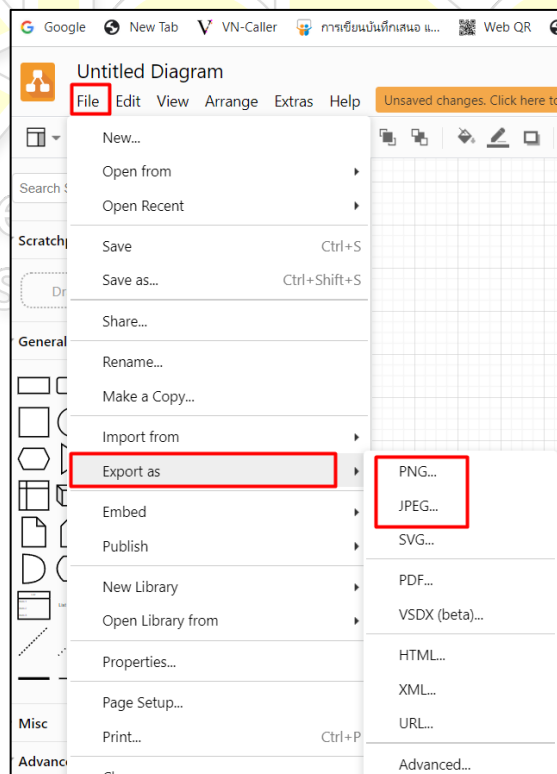 Google New Tab VN-Caller การเขียนบันทึกเสนอ แ... Web QR
Untitled Diagram
File Edit View Arrange Extras Help Unsaved changes. Click here to
New...
Open from
Search
Open Recent
Scratch
Save Ctrl+S
Save as... Ctrl+Shift+S
Dr
Share...
General
Rename...
Make a Copy...
Import from
Export as
PNG...
Embed
JPEG...
Publish
SVG...
New Library
PDF...
Open Library from
VSDX (beta)...
Properties...
HTML...
Page Setup...
XML...
Misc
URL...
Print... Ctrl+P
Advanc
Advanced...